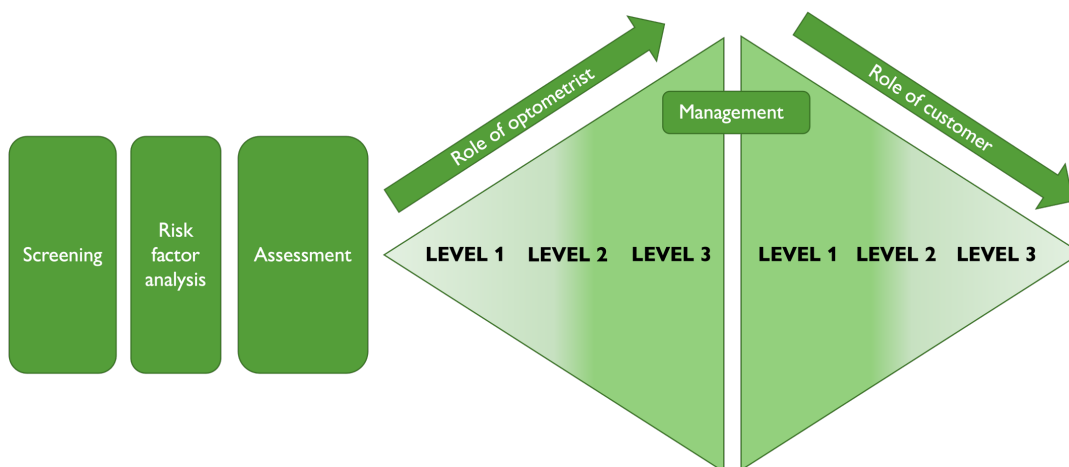 Screening
Risk
factor
analysis
Assessment
Role of optometrist
Management
Role of customer
LEVEL 1
LEVEL 2
LEVEL 3
LEVEL 1
LEVEL 2
LEVEL 3